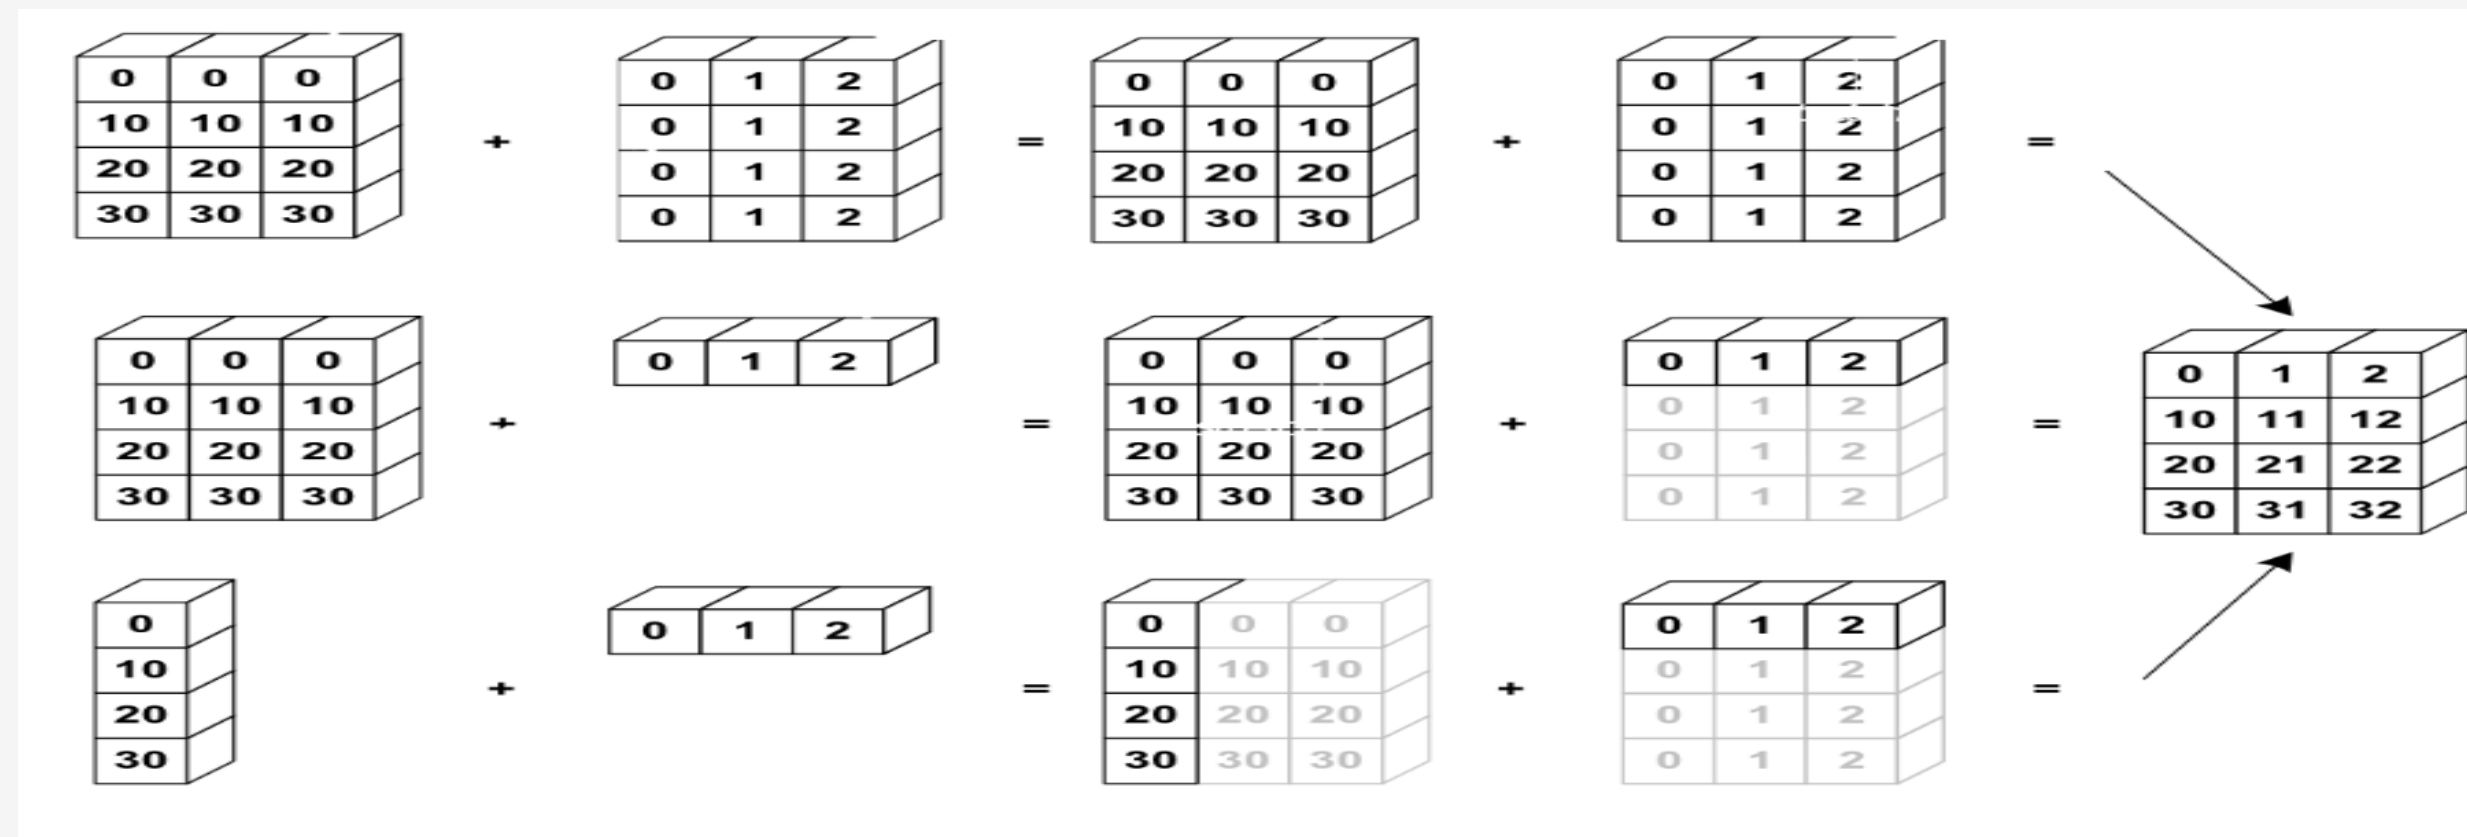 0 0 0 0 1 2 0 0 0 0 1 2
10 10 10 0 1 2 10 10 10 0 1 2
+ = + =
20 20 20 0 1 2 20 20 20 0 1 2
30 30 30 0 1 2 30 30 30 0 1 2
0 0 0 0 1 2 0 0 0 0 1 2 0 1 2
10 10 10 10 10 10 0 1 2 10 11 12
+ = + =
20 20 20 20 20 20 0 1 2 20 21 22
30 30 30 30 30 30 0 1 2 30 31 32
0 0 1 2 0 0 0 0 1 2
10 10 10 10 0 1 2
+ = + =
20 20 20 20 0 1 2
30 30 30 30 0 1 2